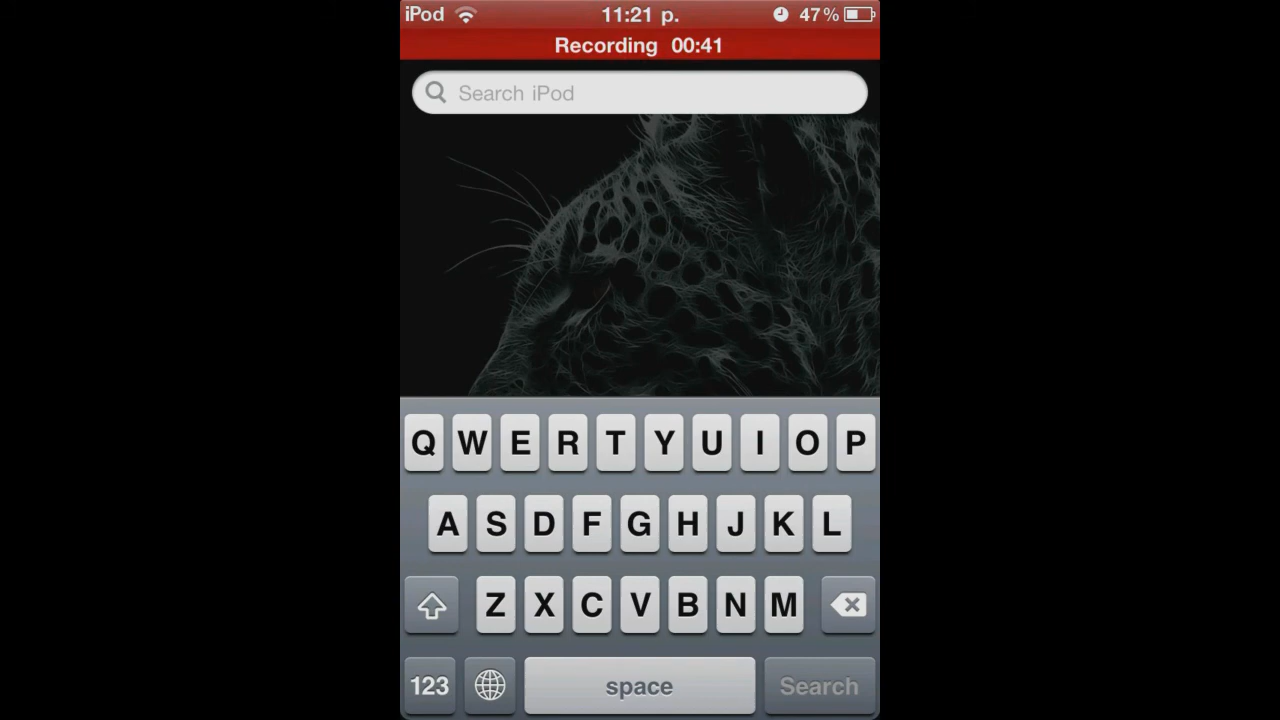 iPod 11:21 p. 47%
Recording 00:41
Search iPod
Q W E R T Y U I O P
A S D F G H J K L
Z X C V B N M
123 space Search